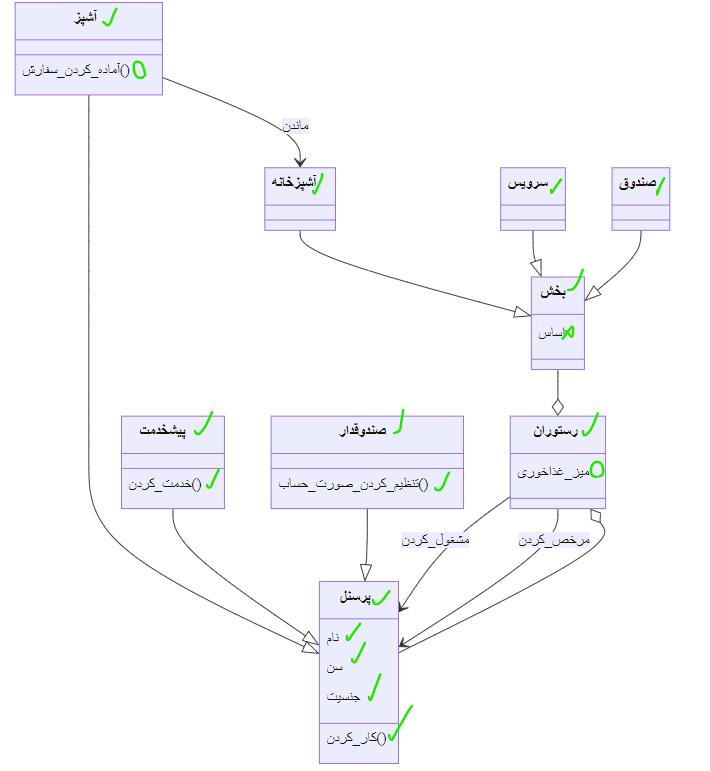 آشپز
آماده_کردن_سفارش()
ماندن
آشپزخانه
سرویس
صندوق
بخش
اساس
پیشخدمت
خدمت_کردن()
صندوقدار
تنظیم_کردن_صورت_حساب()
رستوران
میز_غذاخوری
مشغول_کردن
مرخص_کردن
پرسنل
نام
سن
جنسیت
کار_کردن()